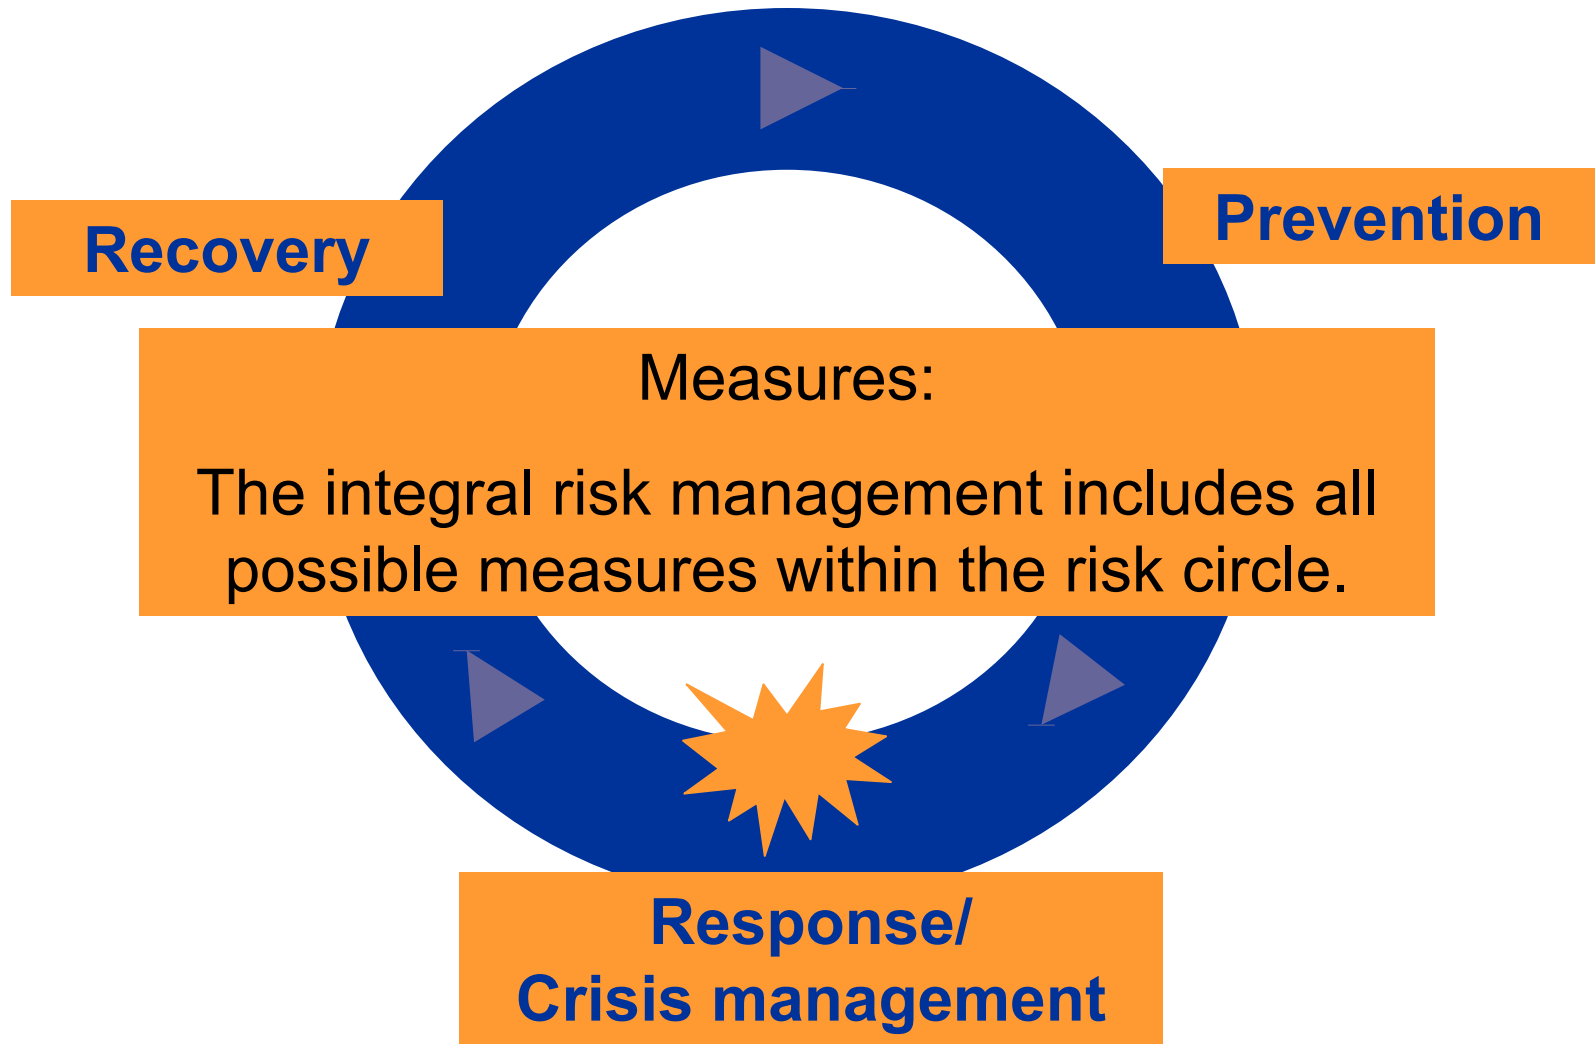 Prevention
Recovery
Measures:
The integral risk management includes all
possible measures within the risk circle.
Response/
Crisis management